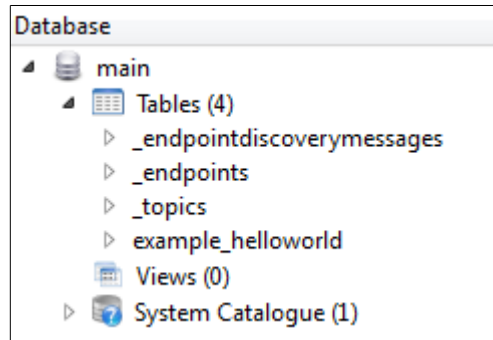 Database
main
Tables (4)
_endpointdiscoverymessages
_endpoints
_topics
example_helloworld
Views (0)
System Catalogue (1)